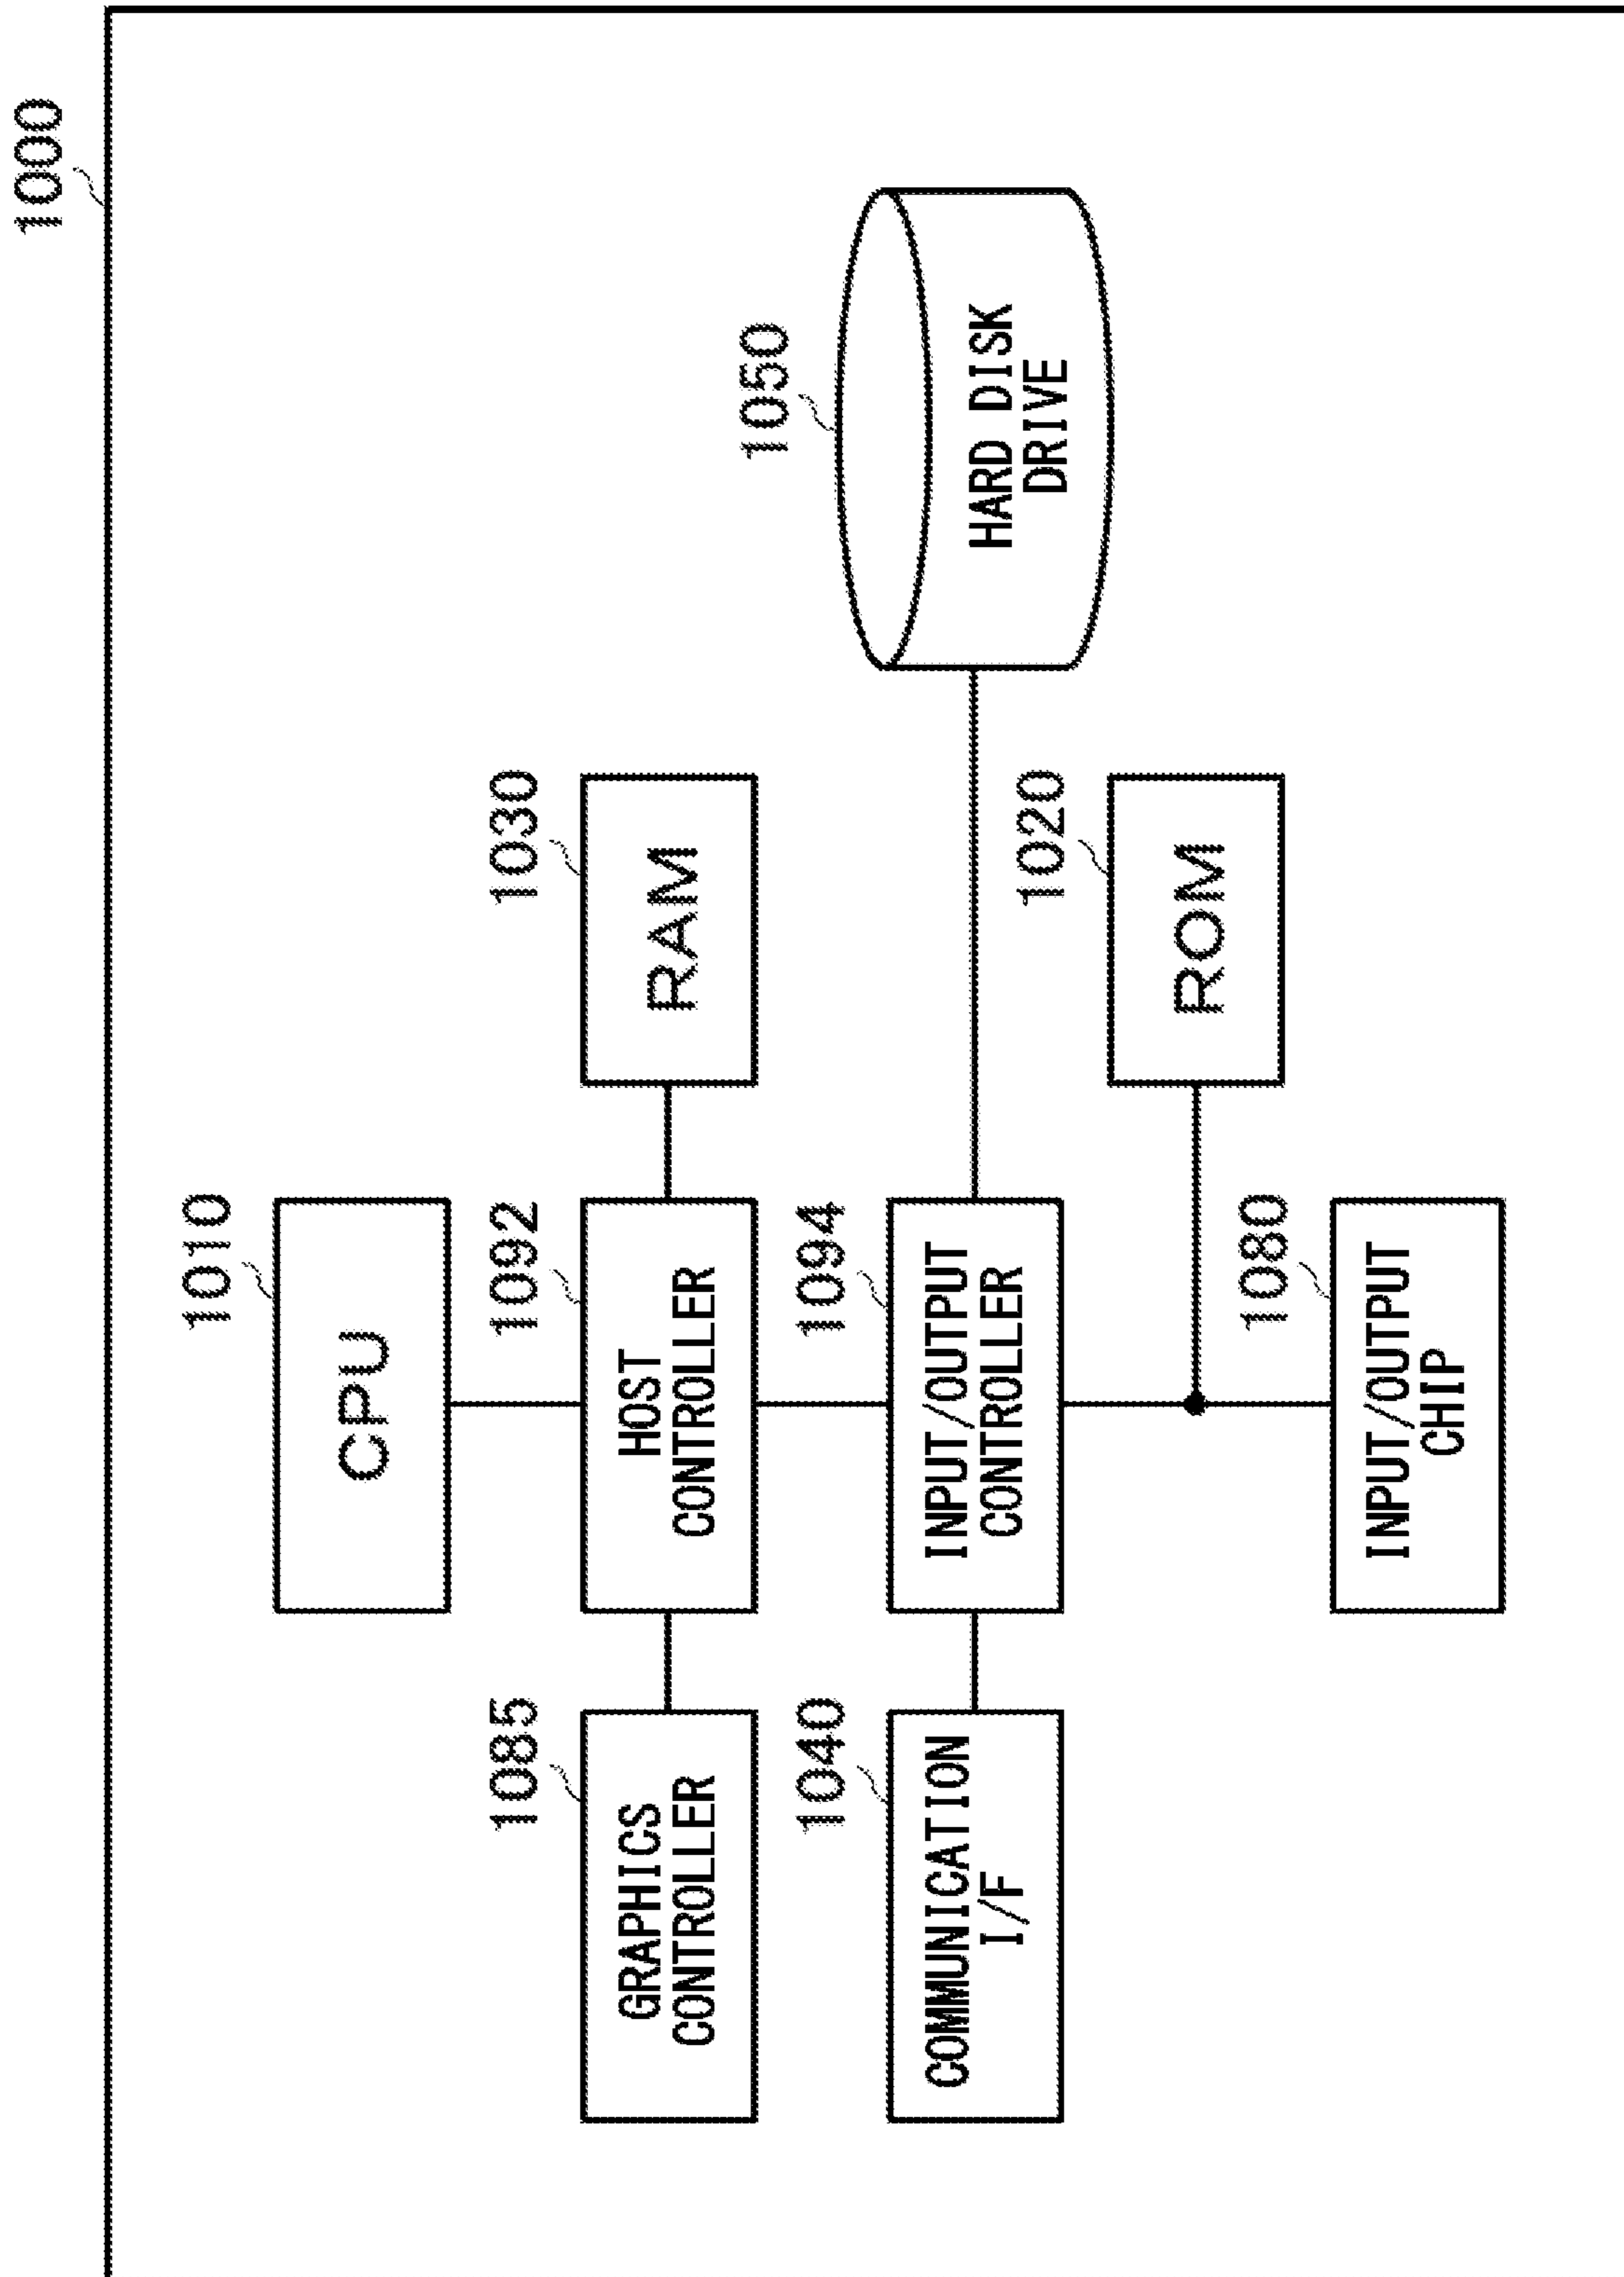 1000
1010
CPU
1085
GRAPHICS
CONTROLLER
1092
HOST
CONTROLLER
1030
RAM
1040
COMMUNICATION
I/F
1094
INPUT/OUTPUT
CONTROLLER
1050
HARD DISK
DRIVE
1020
ROM
1080
INPUT/OUTPUT
CHIP